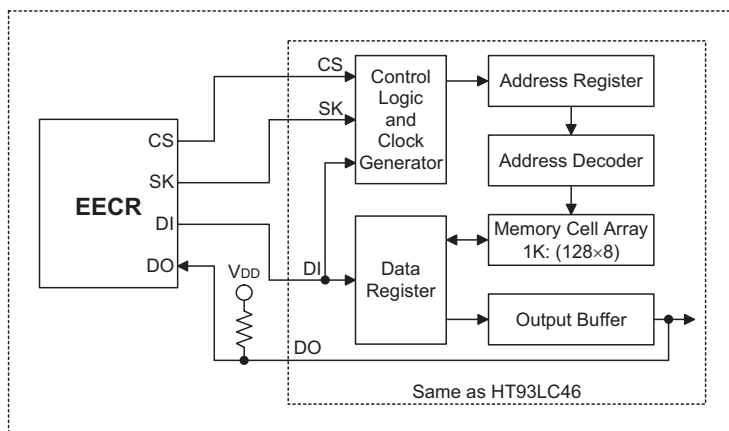 CS
SK
DI
DO
EECR
VDD
CS
SK
DI
DO
Control
Logic
and
Clock
Generator
Address Register
Address Decoder
Memory Cell Array
1K: (128×8)
Data
Register
Output Buffer
Same as HT93LC46